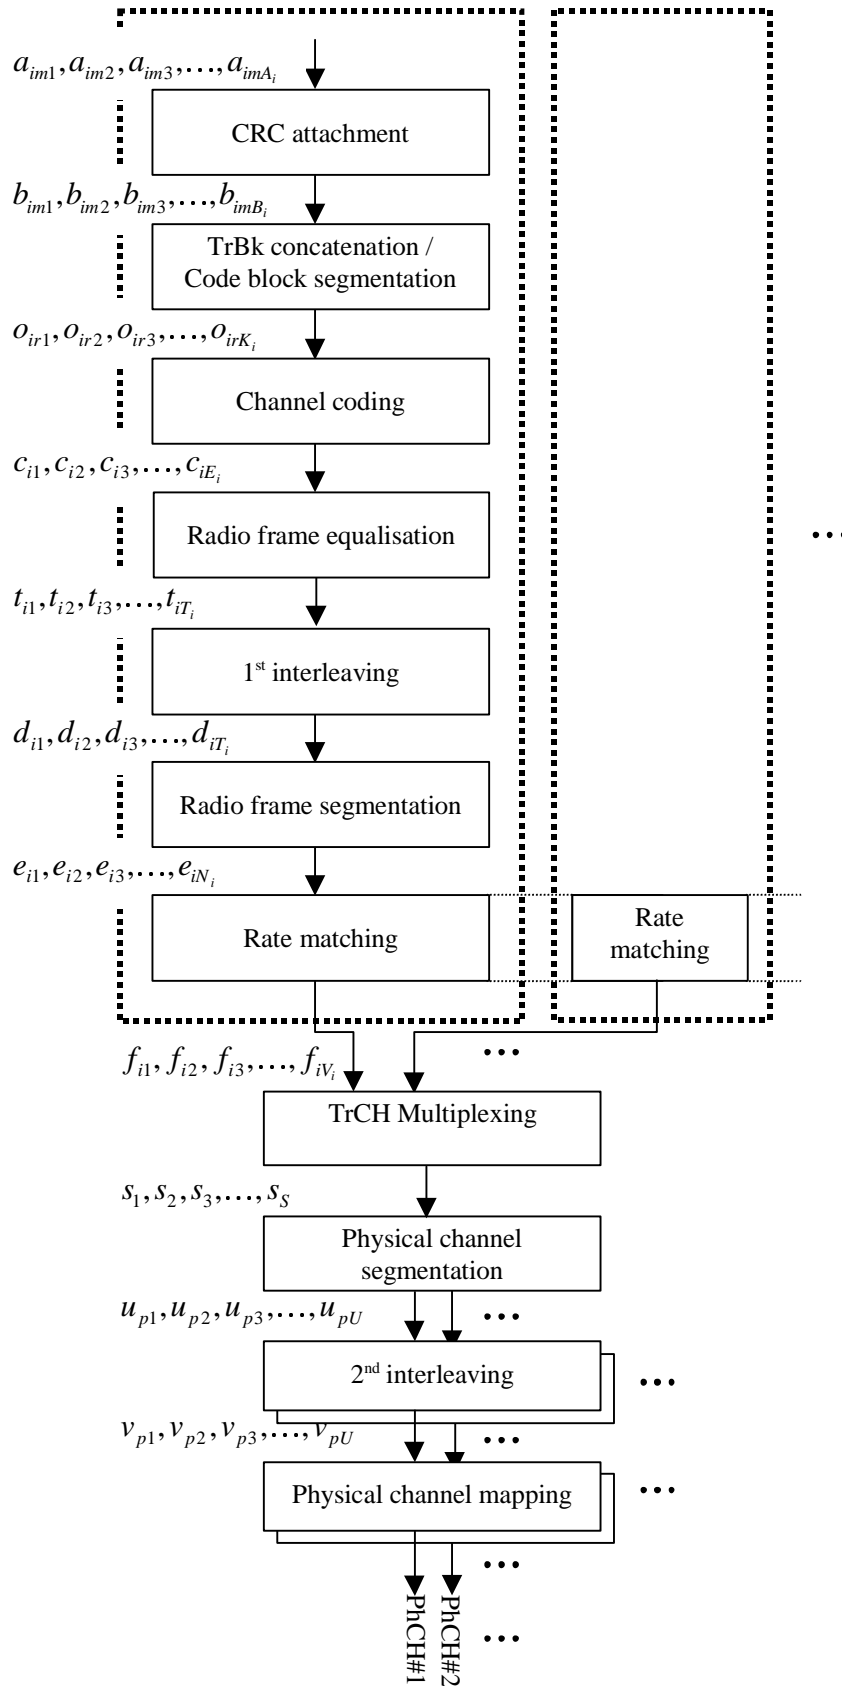 a_{im1}, a_{im2}, a_{im3}, ..., a_{imA_i}
CRC attachment
b_{im1}, b_{im2}, b_{im3}, ..., b_{imB_i}
TrBk concatenation /
Code block segmentation
o_{ir1}, o_{ir2}, o_{ir3}, ..., o_{irK_i}
Channel coding
c_{i1}, c_{i2}, c_{i3}, ..., c_{iE_i}
Radio frame equalisation
...
t_{i1}, t_{i2}, t_{i3}, ..., t_{iT_i}
1st interleaving
d_{i1}, d_{i2}, d_{i3}, ..., d_{iT_i}
Radio frame segmentation
e_{i1}, e_{i2}, e_{i3}, ..., e_{iN_i}
Rate matching
Rate
matching
f_{i1}, f_{i2}, f_{i3}, ..., f_{iV_i}
...
TrCH Multiplexing
s_1, s_2, s_3, ..., s_S
Physical channel
segmentation
u_{p1}, u_{p2}, u_{p3}, ..., u_{pU}
...
2nd interleaving
...
v_{p1}, v_{p2}, v_{p3}, ..., v_{pU}
...
Physical channel mapping
...
...
PhCH#1
PhCH#2
...